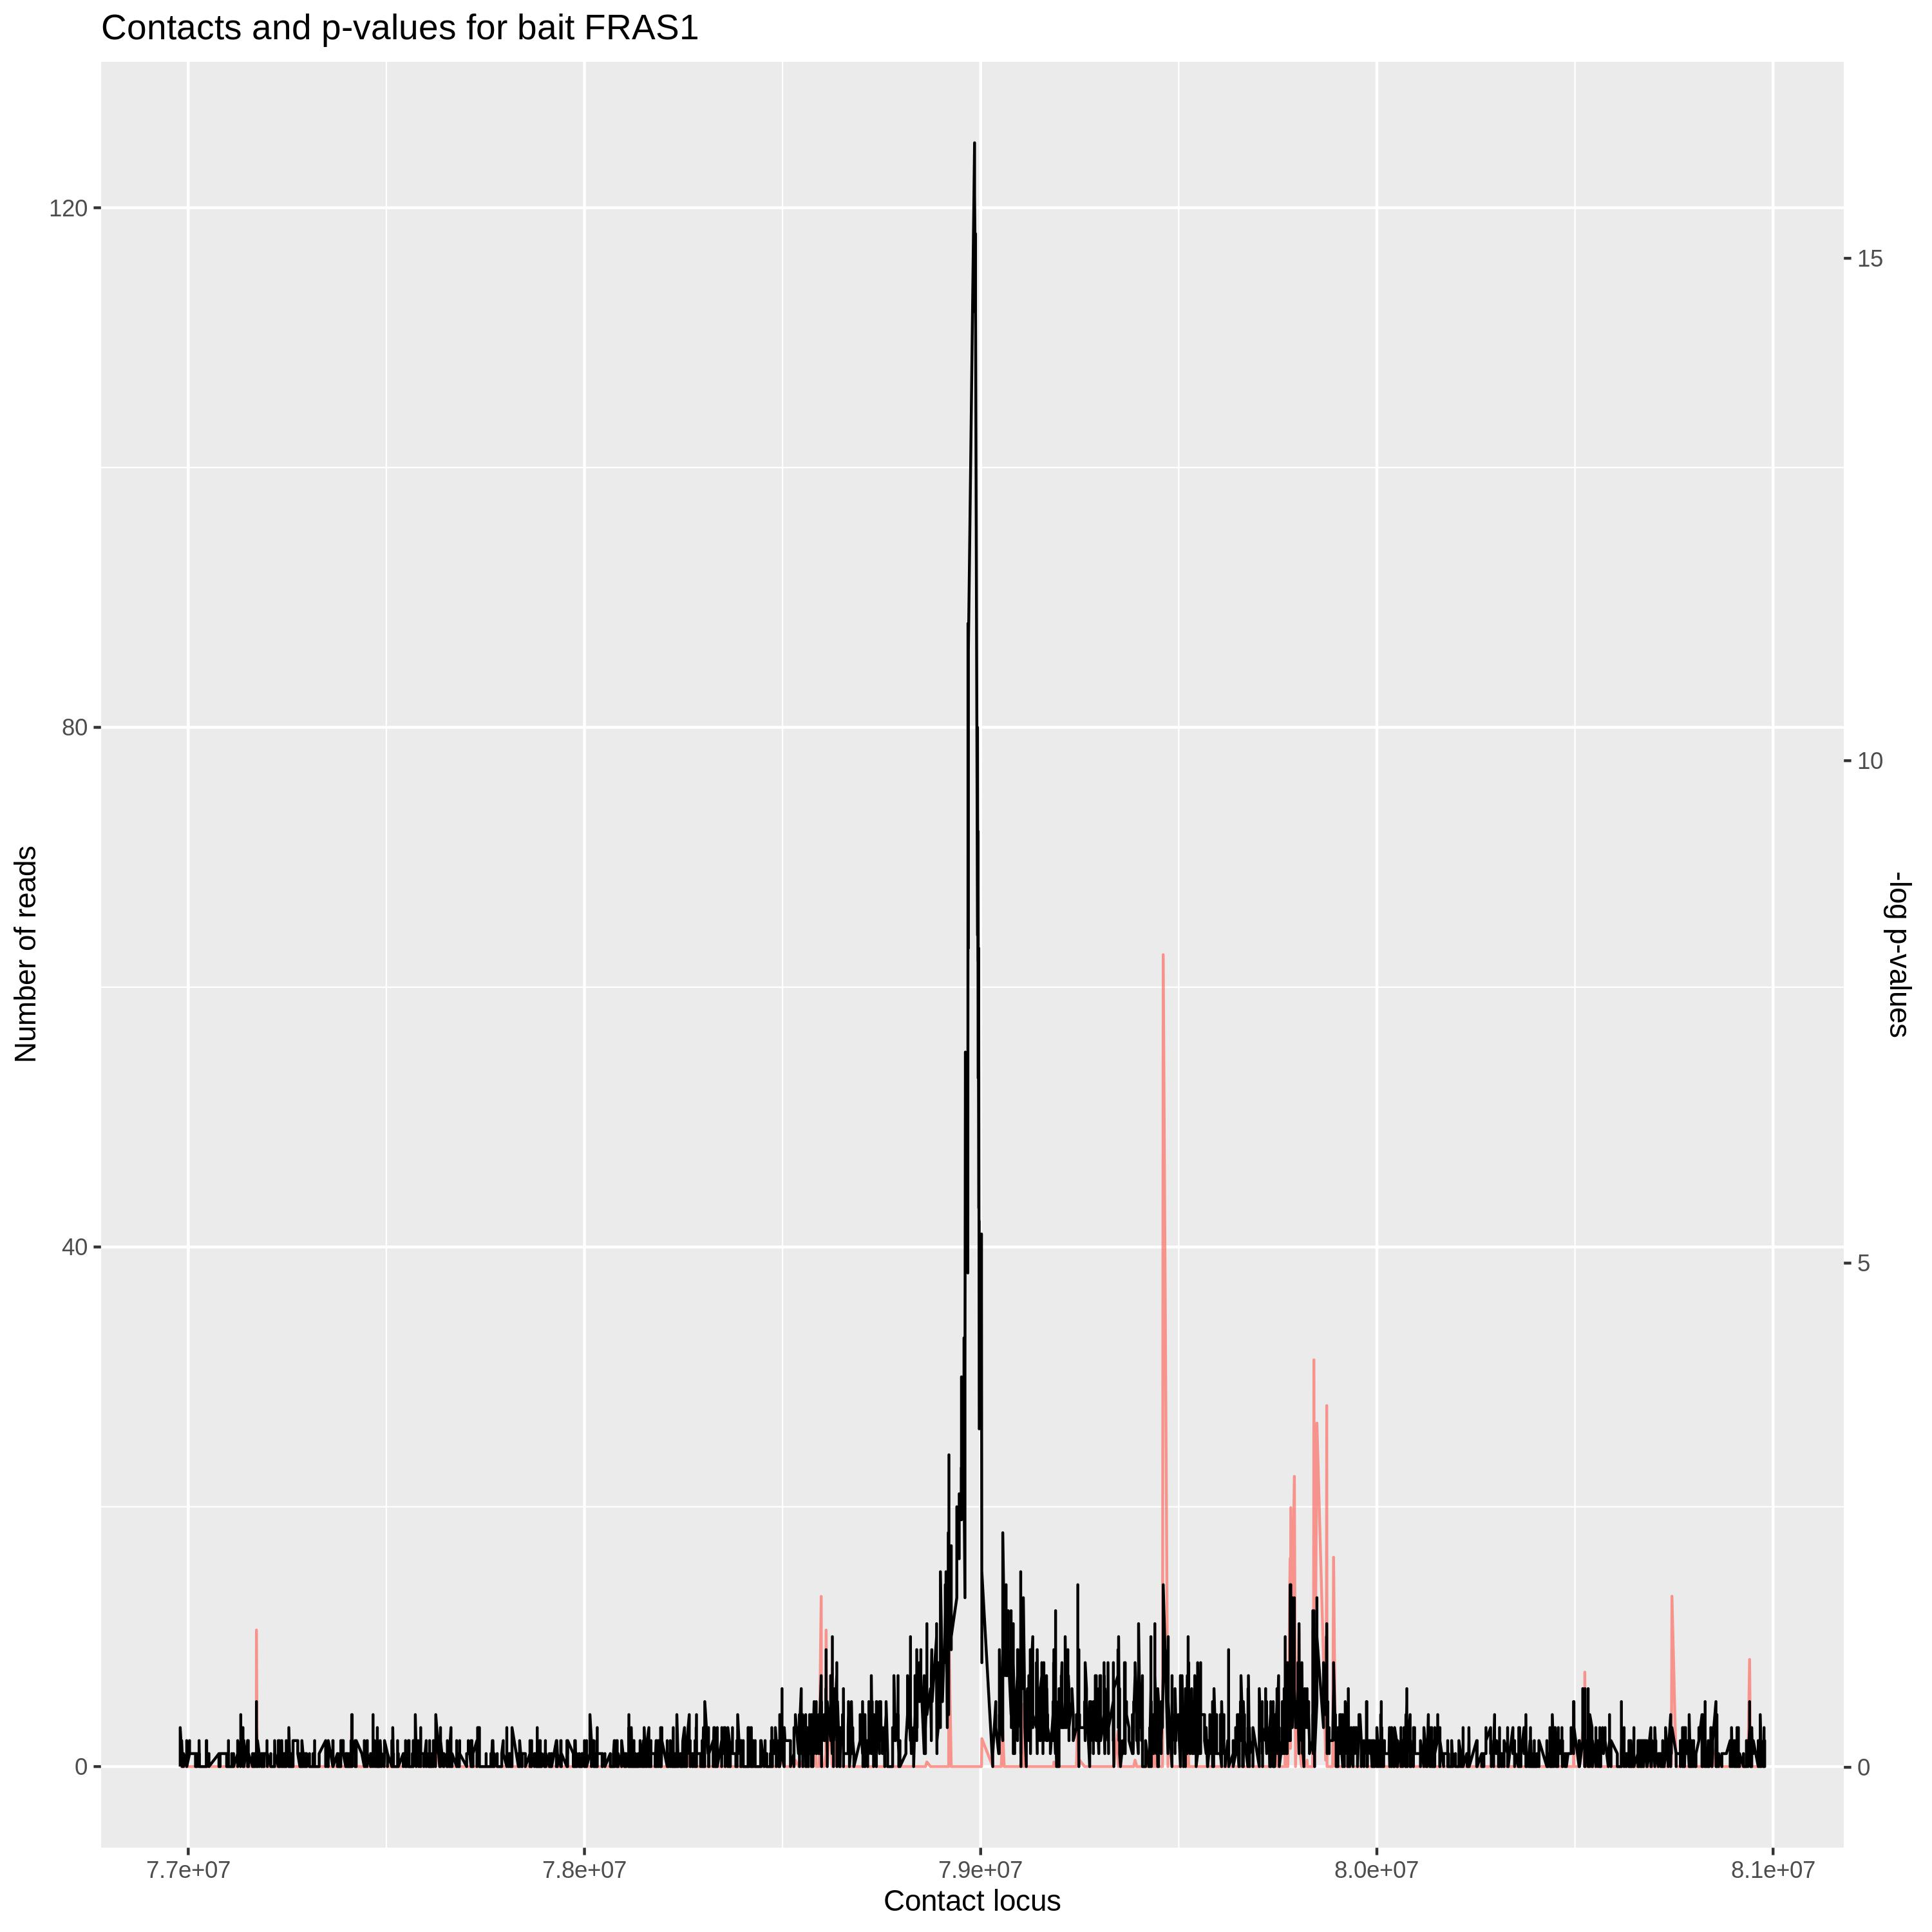 Contacts and p-values for bait FRAS1
120
80
40
0
Number of reads
15
10
5
0
-log p-values
7.7e+07
7.8e+07
7.9e+07
8.0e+07
8.1e+07
Contact locus